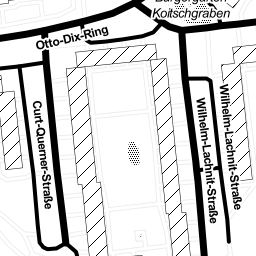 Bürgergarten
Koitschgraben
Otto-Dix-Ring
Curt-Querner-Straße
Wilhelm-Lachnit-Straße
Wilhelm-Lachnit-Straße